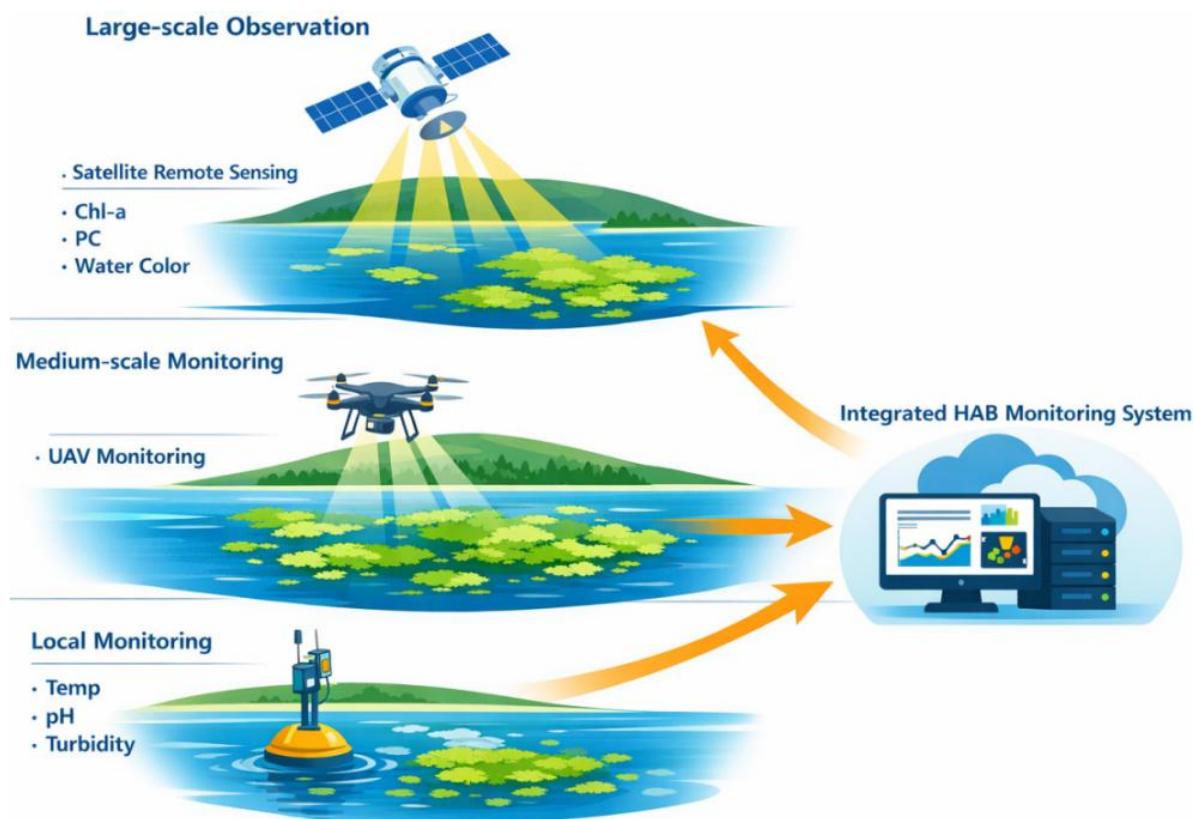 Large-scale Observation
· Satellite Remote Sensing
· Chl-a
· PC
· Water Color
Medium-scale Monitoring
· UAV Monitoring
Integrated HAB Monitoring System
Local Monitoring
· Temp
· pH
· Turbidity